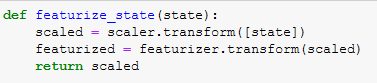 def featurize_state(state):
    scaled = scaler.transform([state])
    featurized = featurizer.transform(scaled)
    return scaled